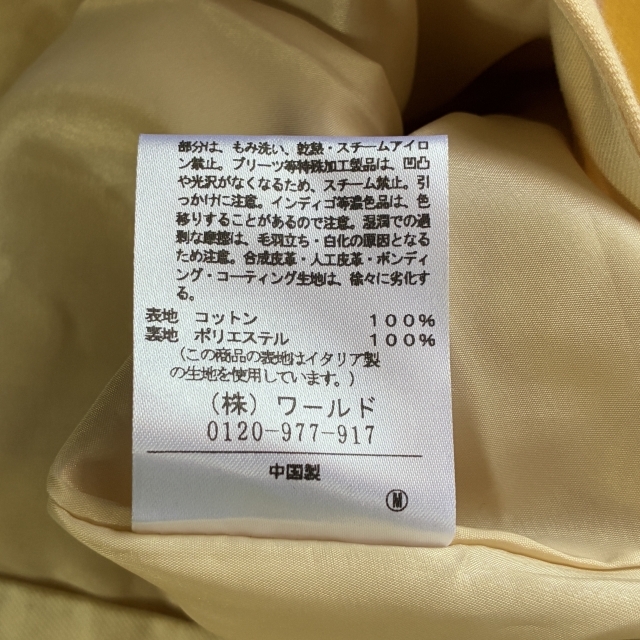 部分は、もみ洗い、乾熱・スチームアイロ
ン禁止。プリーツ等特殊加工製品は、凹凸
や光沢がなくなるため、スチーム禁止。引
っかけに注意。インディゴ等濃色品は、色
移りすることがあるので注意。湿潤での過
剰な摩擦は、毛羽立ち・白化の原因となる
ため注意。合成皮革・人工皮革・ボンディ
ング・コーティング生地は、徐々に劣化す
る。
表地 コットン 100%
裏地 ポリエステル 100%
(この商品の表地はイタリア製
の生地を使用しています。)
(株)ワールド
0120-977-917
中国製
Ⓜ